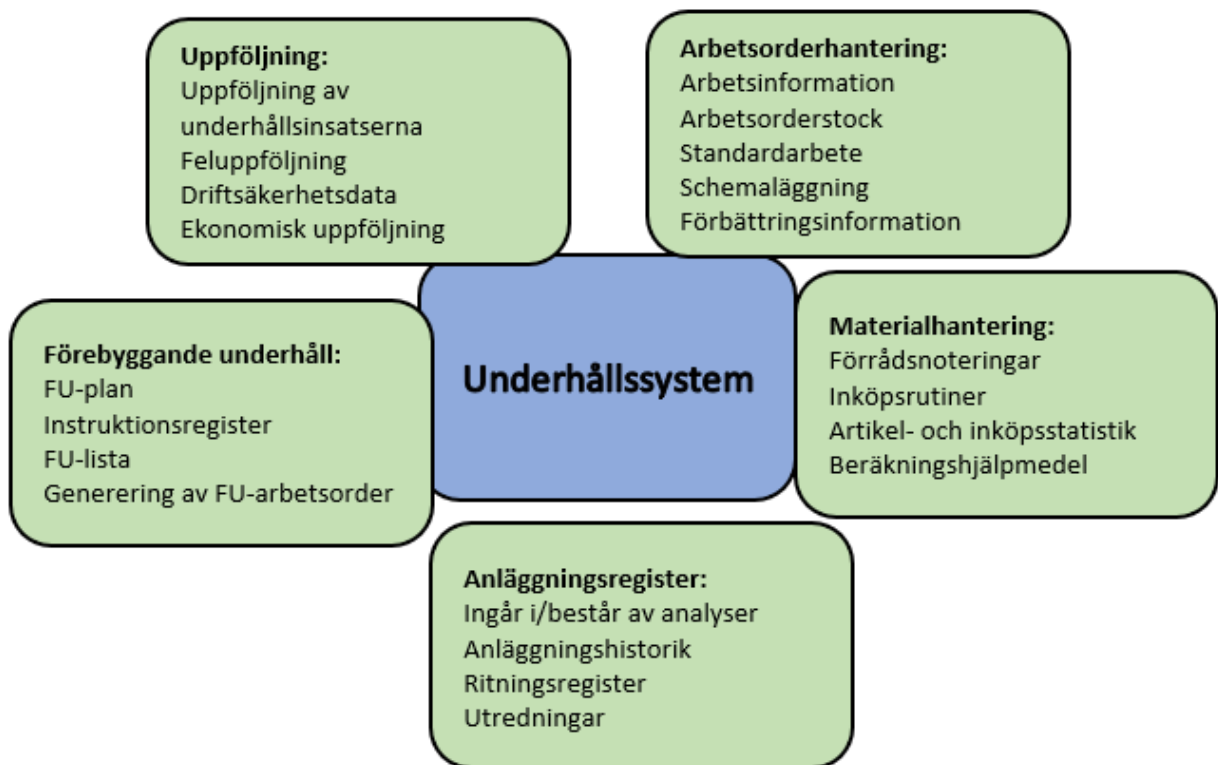 Uppföljning:
Uppföljning av
underhållsinsatserna
Feluppföljning
Driftsäkerhetsdata
Ekonomisk uppföljning
Arbetsorderhantering:
Arbetsinformation
Arbetsorderstock
Standardarbete
Schemaläggning
Förbättringsinformation
Underhållssystem
Förebyggande underhåll:
FU-plan
Instruktionsregister
FU-lista
Generering av FU-arbetsorder
Materialhantering:
Förrådsnoteringar
Inköpsrutiner
Artikel- och inköpsstatistik
Beräkningshjälpmedel
Anläggningsregister:
Ingår i/består av analyser
Anläggningshistorik
Ritningsregister
Utredningar